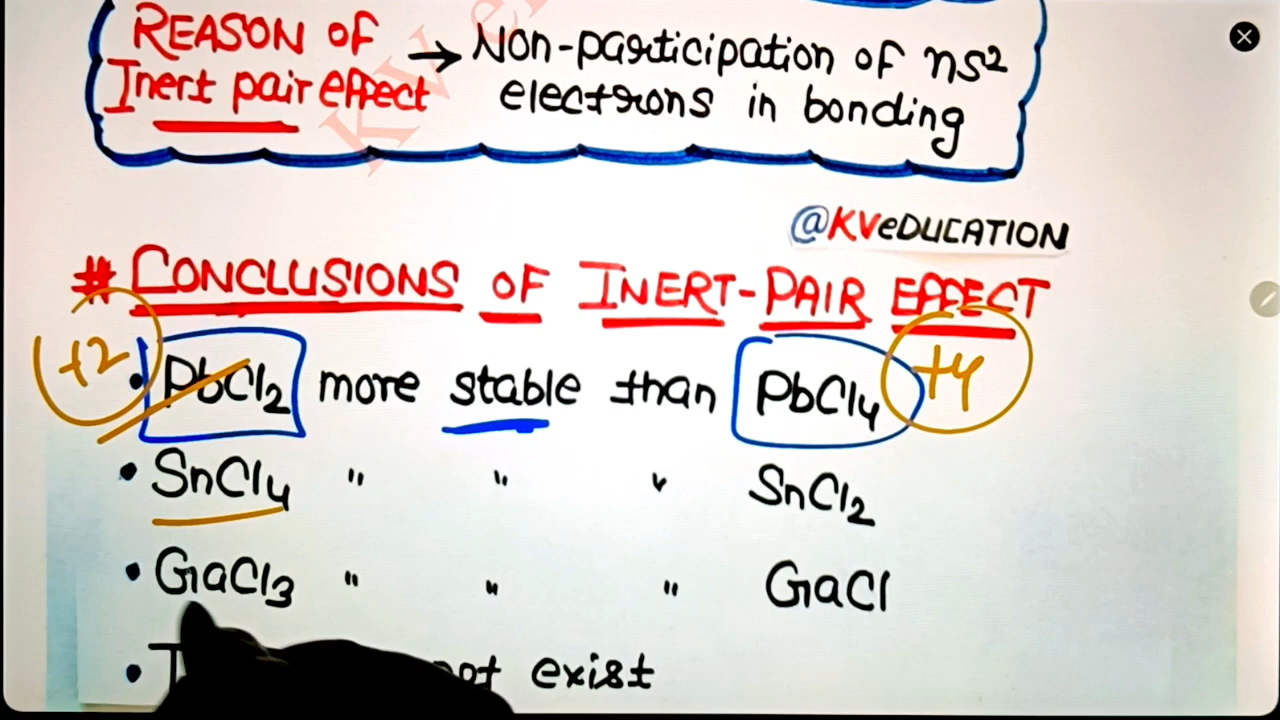 REASON OF
Inert pair effect → Non-participation of ns²
electrons in bonding
@KVeDUCATION
# CONCLUSIONS OF INERT-PAIR EFFECT
+2 • PbCl₂ more stable than PbCl₄ +4
• SnCl₄ " " " SnCl₂
• GaCl₃ " " " GaCl
• not exist